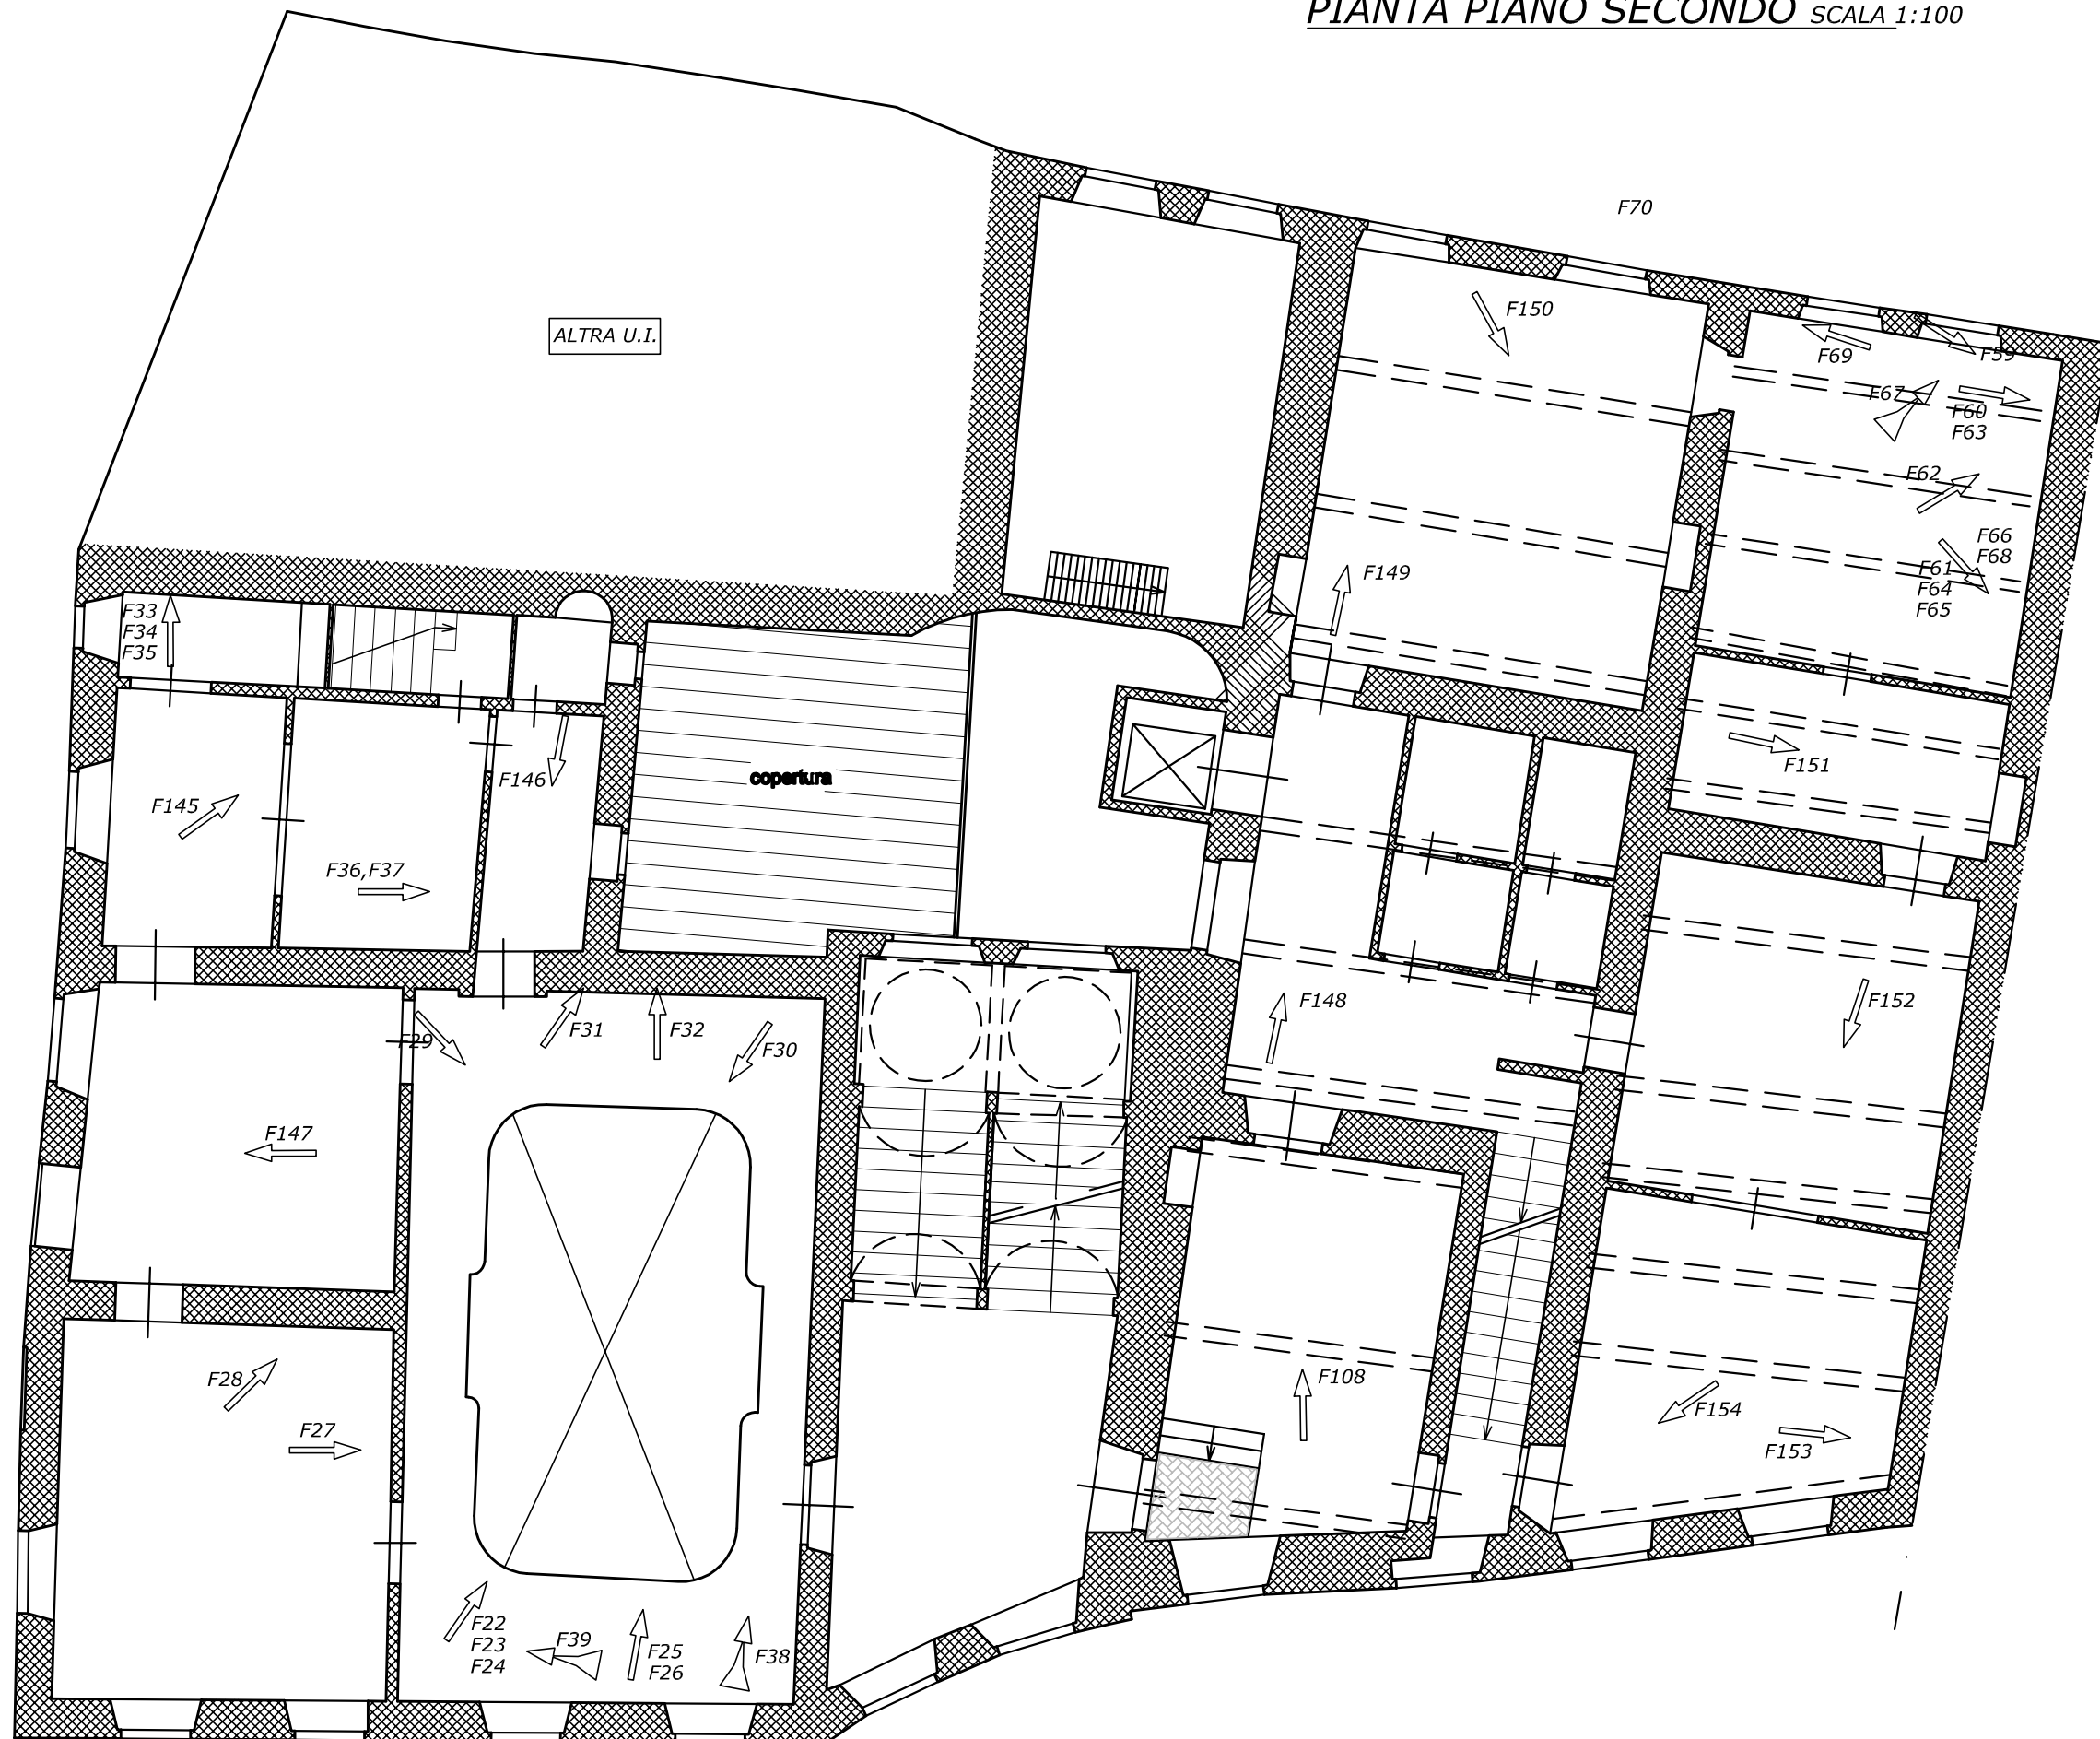 PIANTA PIANO SECONDO SCALA 1:100
F70
F150
ALTRA U.I.
F69
F59
F67
F60
F63
F62
F66
F68
F61
F64
F65
F149
F33
F34
F35
F151
F146
copertura
F145
F36,F37
F148
F152
F31
F32
F29
F30
F147
F108
F28
F154
F27
F153
F22
F23
F24
F39
F25
F26
F38